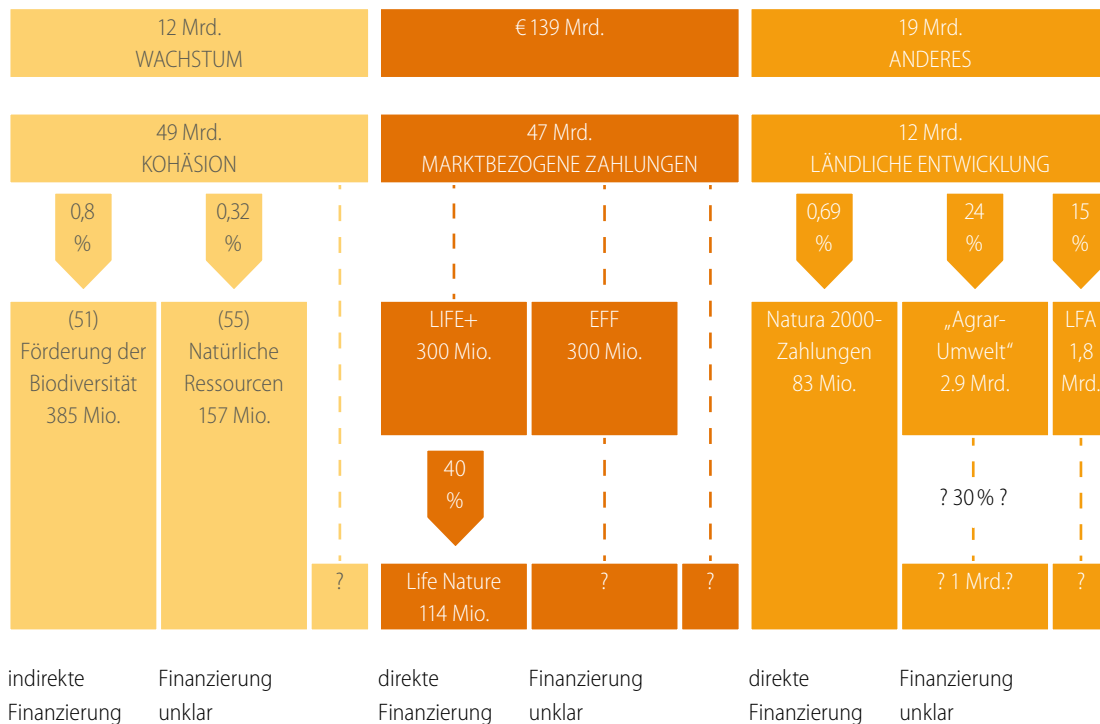 12 Mrd.
WACHSTUM
€ 139 Mrd.
19 Mrd.
ANDERES
49 Mrd.
KOHÄSION
47 Mrd.
MARKTBEZOGENE ZAHLUNGEN
12 Mrd.
LÄNDLICHE ENTWICKLUNG
0,8
%
0,32
%
0,69
%
24
%
15
%
(51)
Förderung der
Biodiversität
385 Mio.
(55)
Natürliche
Ressourcen
157 Mio.
LIFE+
300 Mio.
EFF
300 Mio.
Natura 2000-
Zahlungen
83 Mio.
„Agrar-
Umwelt“
2.9 Mrd.
LFA
1,8
Mrd.
40
%
? 30 % ?
?
Life Nature
114 Mio.
?
?
? 1 Mrd.?
?
indirekte
Finanzierung
Finanzierung
unklar
direkte
Finanzierung
Finanzierung
unklar
direkte
Finanzierung
Finanzierung
unklar